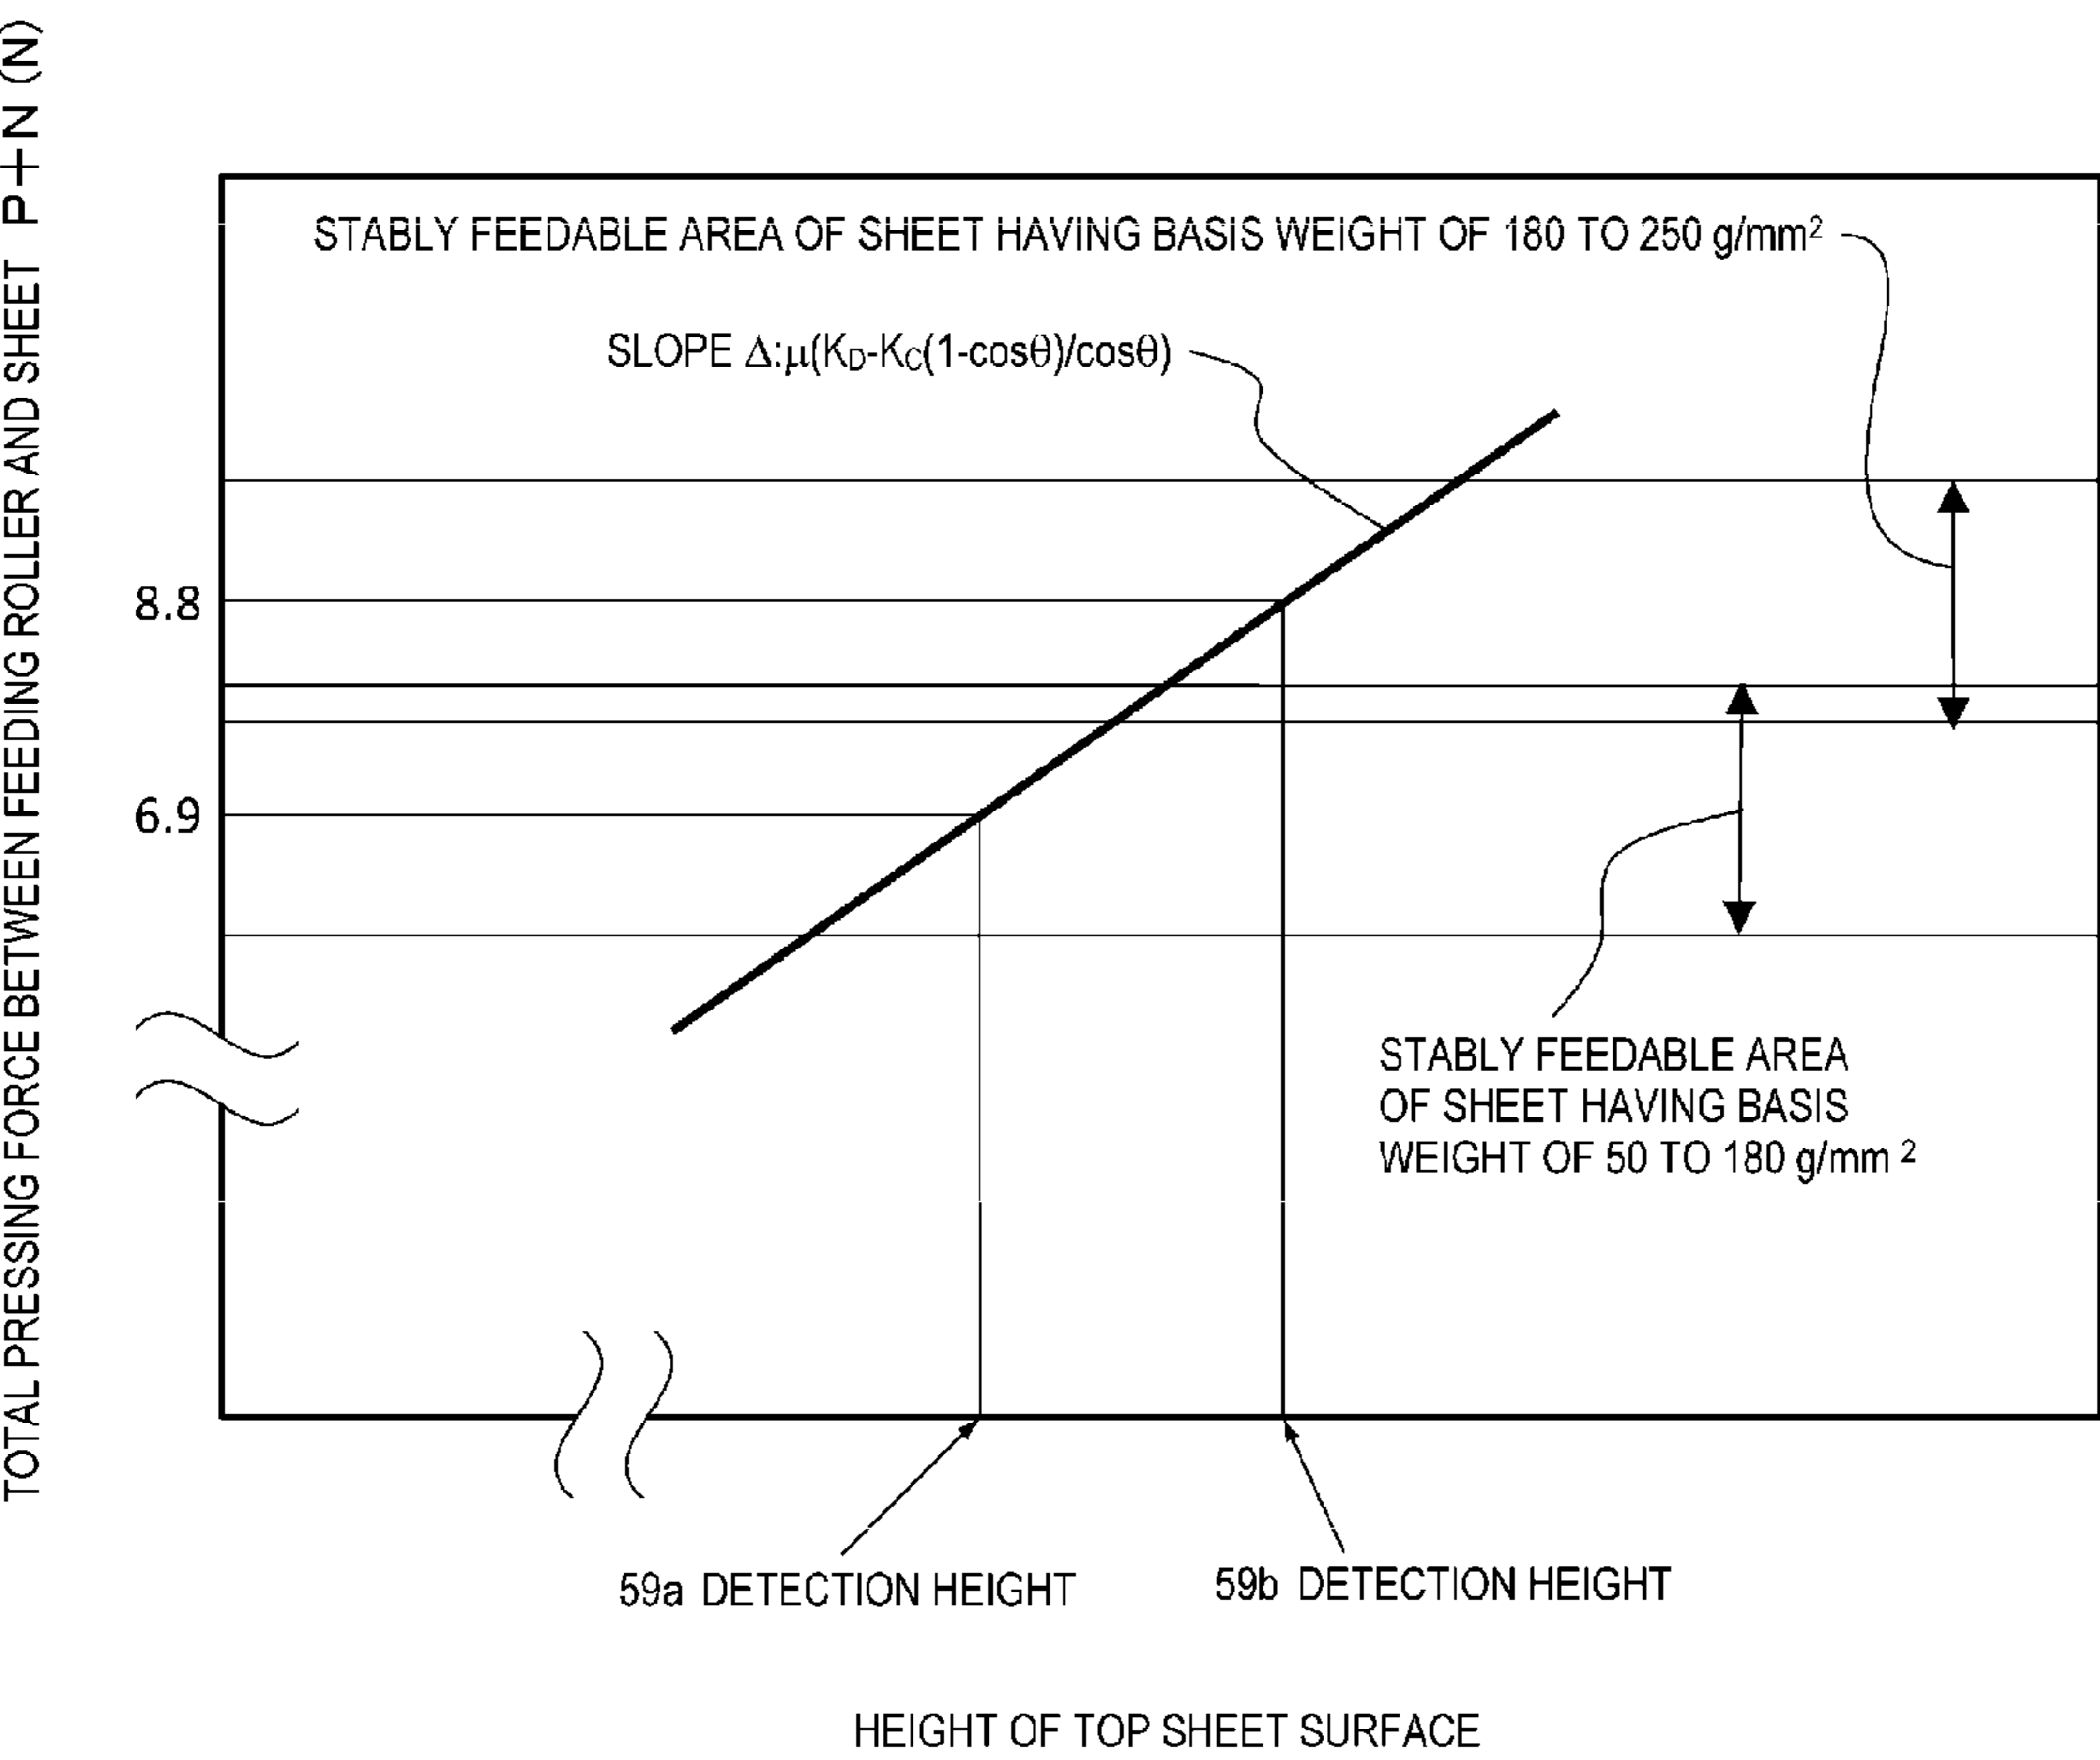 TOTAL PRESSING FORCE BETWEEN FEEDING ROLLER AND SHEET P+N (N)
STABLY FEEDABLE AREA OF SHEET HAVING BASIS WEIGHT OF 180 TO 250 g/mm²
SLOPE Δ:μ(K_D-K_C(1-cosθ)/cosθ)
8.8
6.9
STABLY FEEDABLE AREA
OF SHEET HAVING BASIS
WEIGHT OF 50 TO 180 g/mm ²
59a DETECTION HEIGHT
59b DETECTION HEIGHT
HEIGHT OF TOP SHEET SURFACE